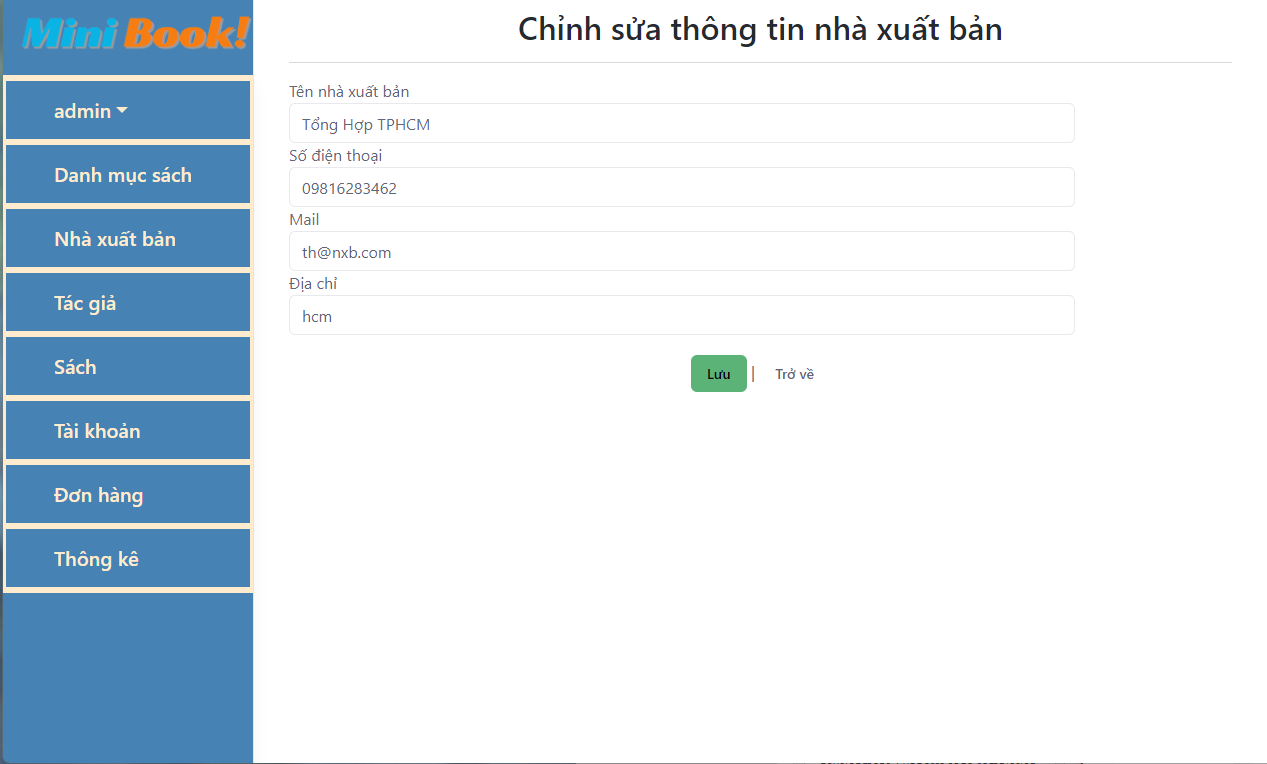 Mini Book!
admin
Danh mục sách
Nhà xuất bản
Tác giả
Sách
Tài khoản
Đơn hàng
Thông kê
Chỉnh sửa thông tin nhà xuất bản
Tên nhà xuất bản
Tổng Hợp TPHCM
Số điện thoại
09816283462
Mail
th@nxb.com
Địa chỉ
hcm
Lưu | Trở về